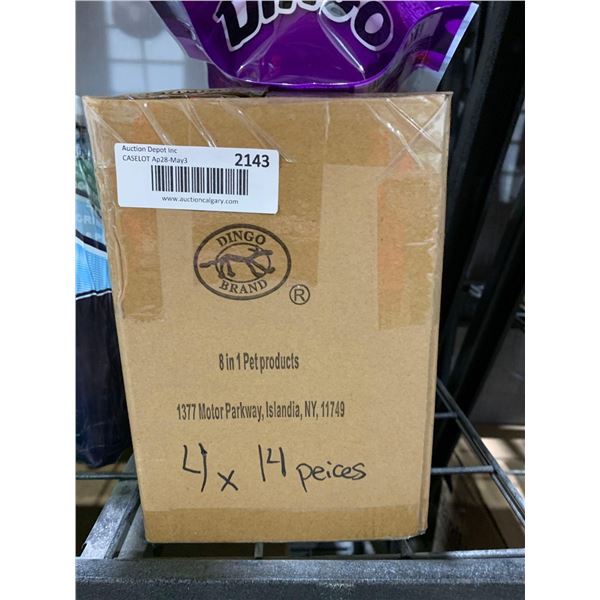 DINGO
Auction Depot Inc
CASELOT Ap28-May3
2143
www.auctioncalgary.com
DINGO
BRAND
®
8 in 1 Pet products
1377 Motor Parkway, Islandia, NY, 11749
4 x 14 peices